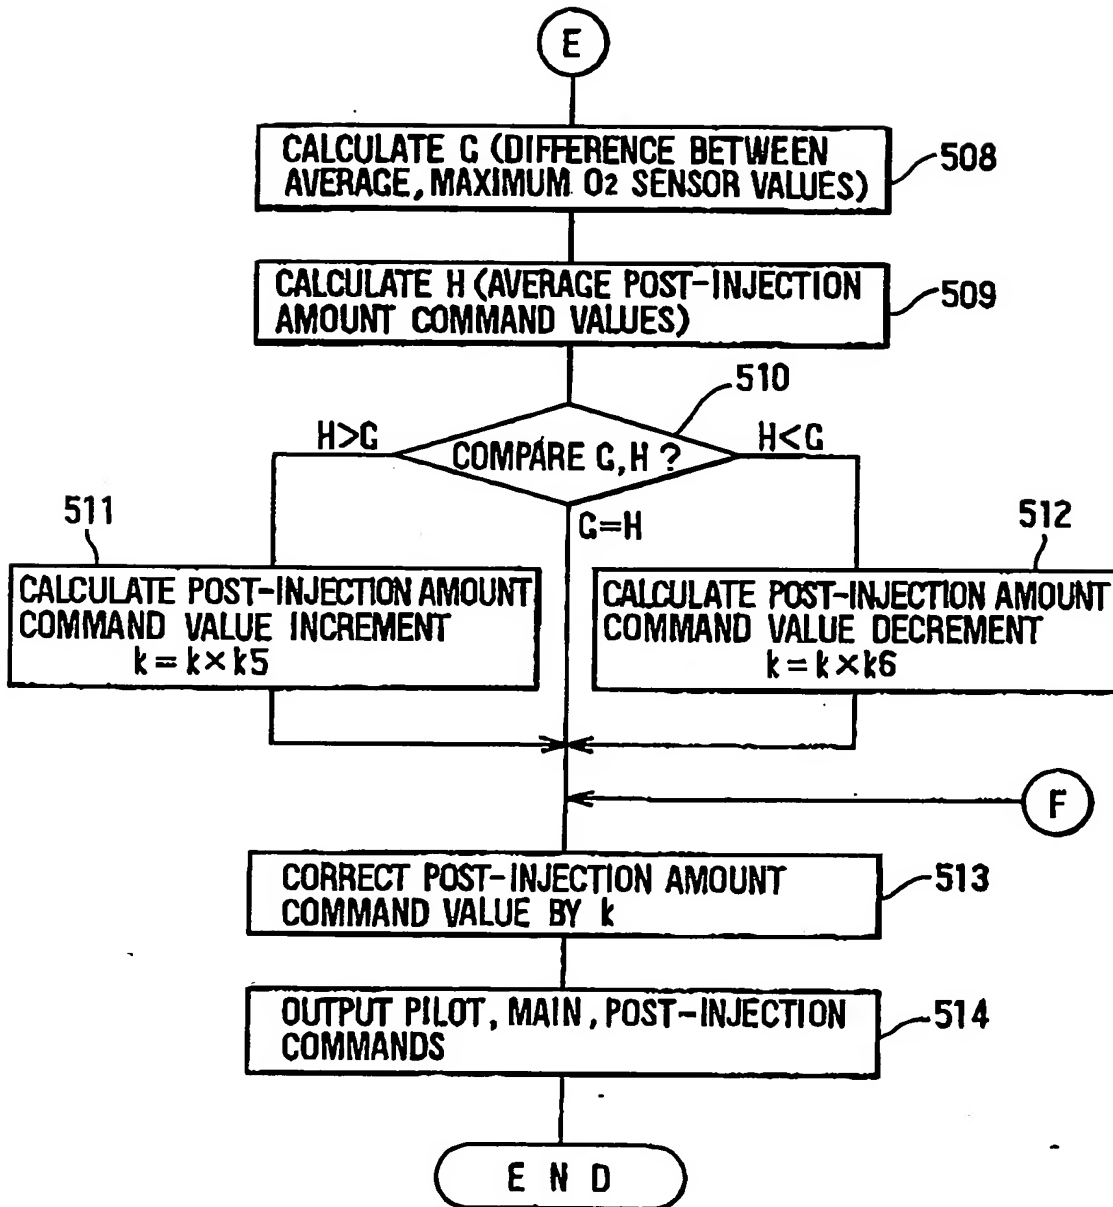 E
CALCULATE G (DIFFERENCE BETWEEN
AVERAGE, MAXIMUM O2 SENSOR VALUES)
508
CALCULATE H (AVERAGE POST-INJECTION
AMOUNT COMMAND VALUES)
509
510
H>G
COMPARE G, H ?
H<G
G=H
511
512
CALCULATE POST-INJECTION AMOUNT
COMMAND VALUE INCREMENT
k = k × k5
CALCULATE POST-INJECTION AMOUNT
COMMAND VALUE DECREMENT
k = k × k6
F
CORRECT POST-INJECTION AMOUNT
COMMAND VALUE BY k
513
OUTPUT PILOT, MAIN, POST-INJECTION
COMMANDS
514
END